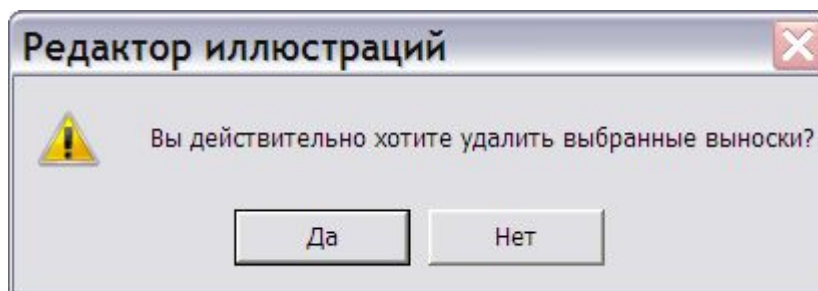 Редактор иллюстраций
Вы действительно хотите удалить выбранные выноски?
Да
Нет